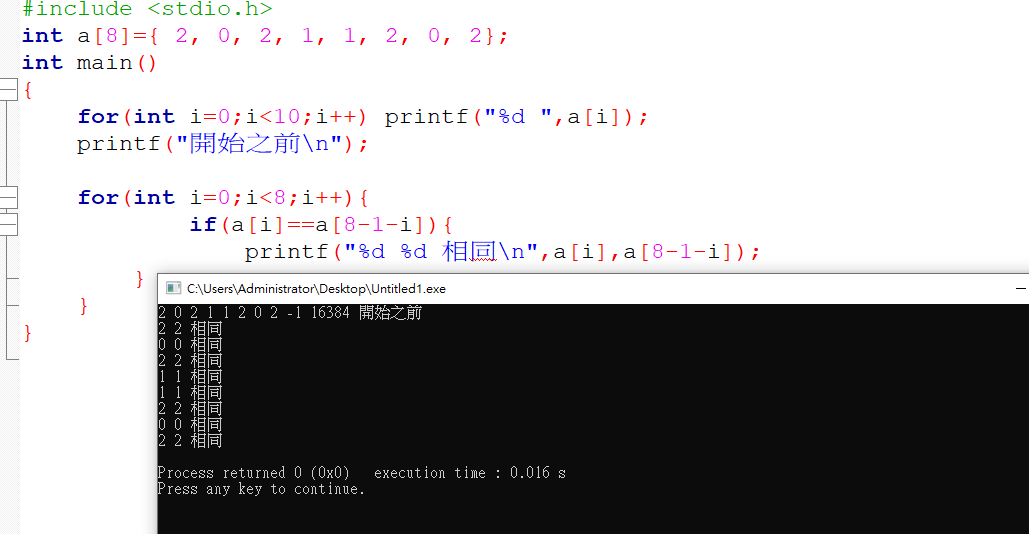 #include <stdio.h>
int a[8]={ 2, 0, 2, 1, 1, 2, 0, 2};
int main()
{
for(int i=0;i<10;i++) printf("%d ",a[i]);
printf("開始之前\n");
for(int i=0;i<8;i++){
if(a[i]==a[8-1-i]){
printf("%d %d 相同\n",a[i],a[8-1-i]);
}
}
}
C:\Users\Administrator\Desktop\Untitled1.exe
2 0 2 1 1 2 0 2 -1 16384 開始之前
2 2 相同
0 0 相同
2 2 相同
1 1 相同
1 1 相同
2 2 相同
0 0 相同
2 2 相同
Process returned 0 (0x0)   execution time : 0.016 s
Press any key to continue.